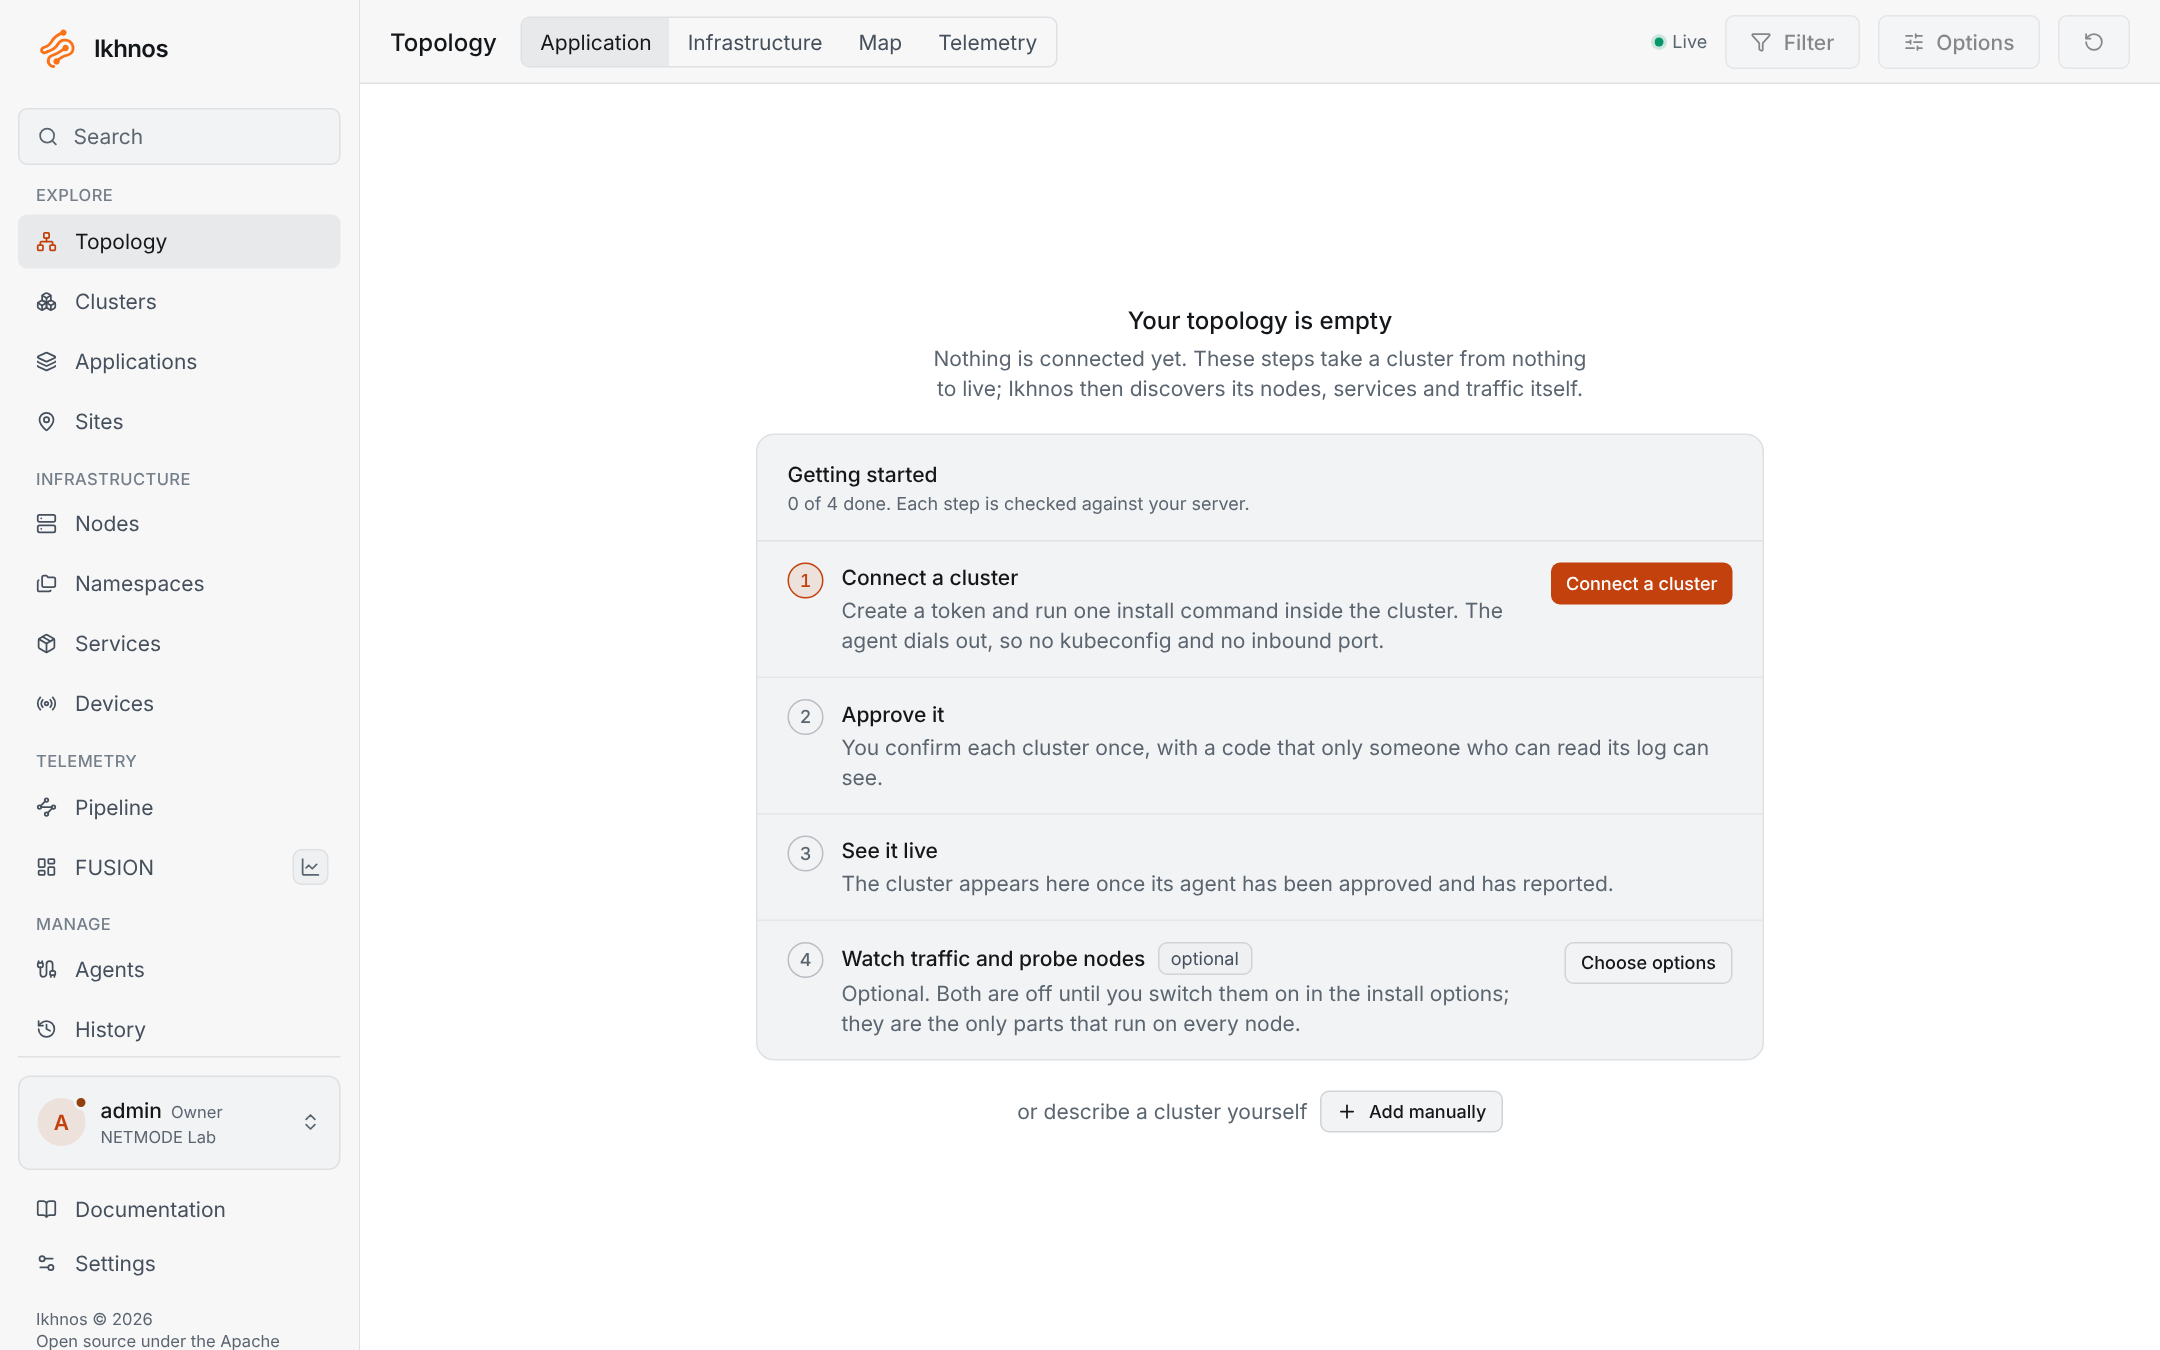 Ikhnos
Search
EXPLORE
Topology
Clusters
Applications
Sites
INFRASTRUCTURE
Nodes
Namespaces
Services
Devices
TELEMETRY
Pipeline
FUSION
MANAGE
Agents
History
A
admin Owner
NETMODE Lab
Documentation
Settings
Ikhnos © 2026
Open source under the Apache
Topology
Application Infrastructure Map Telemetry
Live
Filter
Options
Your topology is empty
Nothing is connected yet. These steps take a cluster from nothing
to live; Ikhnos then discovers its nodes, services and traffic itself.
Getting started
0 of 4 done. Each step is checked against your server.
1 Connect a cluster
Create a token and run one install command inside the cluster. The
agent dials out, so no kubeconfig and no inbound port.
Connect a cluster
2 Approve it
You confirm each cluster once, with a code that only someone who can read its log can
see.
3 See it live
The cluster appears here once its agent has been approved and has reported.
4 Watch traffic and probe nodes optional
Optional. Both are off until you switch them on in the install options;
they are the only parts that run on every node.
Choose options
or describe a cluster yourself + Add manually